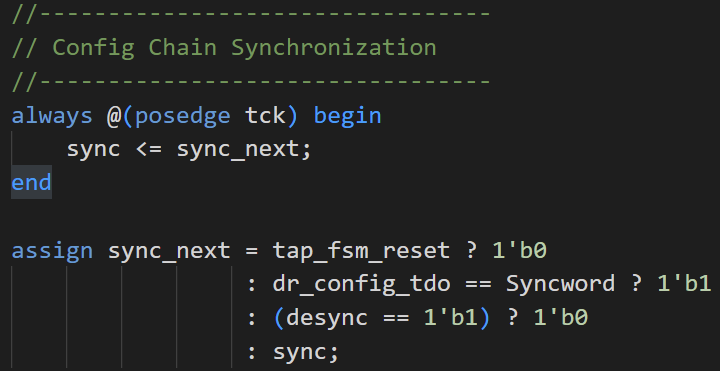 //---------------------------------
// Config Chain Synchronization
//---------------------------------
always @(posedge tck) begin
    sync <= sync_next;
end

assign sync_next = tap_fsm_reset ? 1'b0
                 : dr_config_tdo == Syncword ? 1'b1
                 : (desync == 1'b1) ? 1'b0
                 : sync;